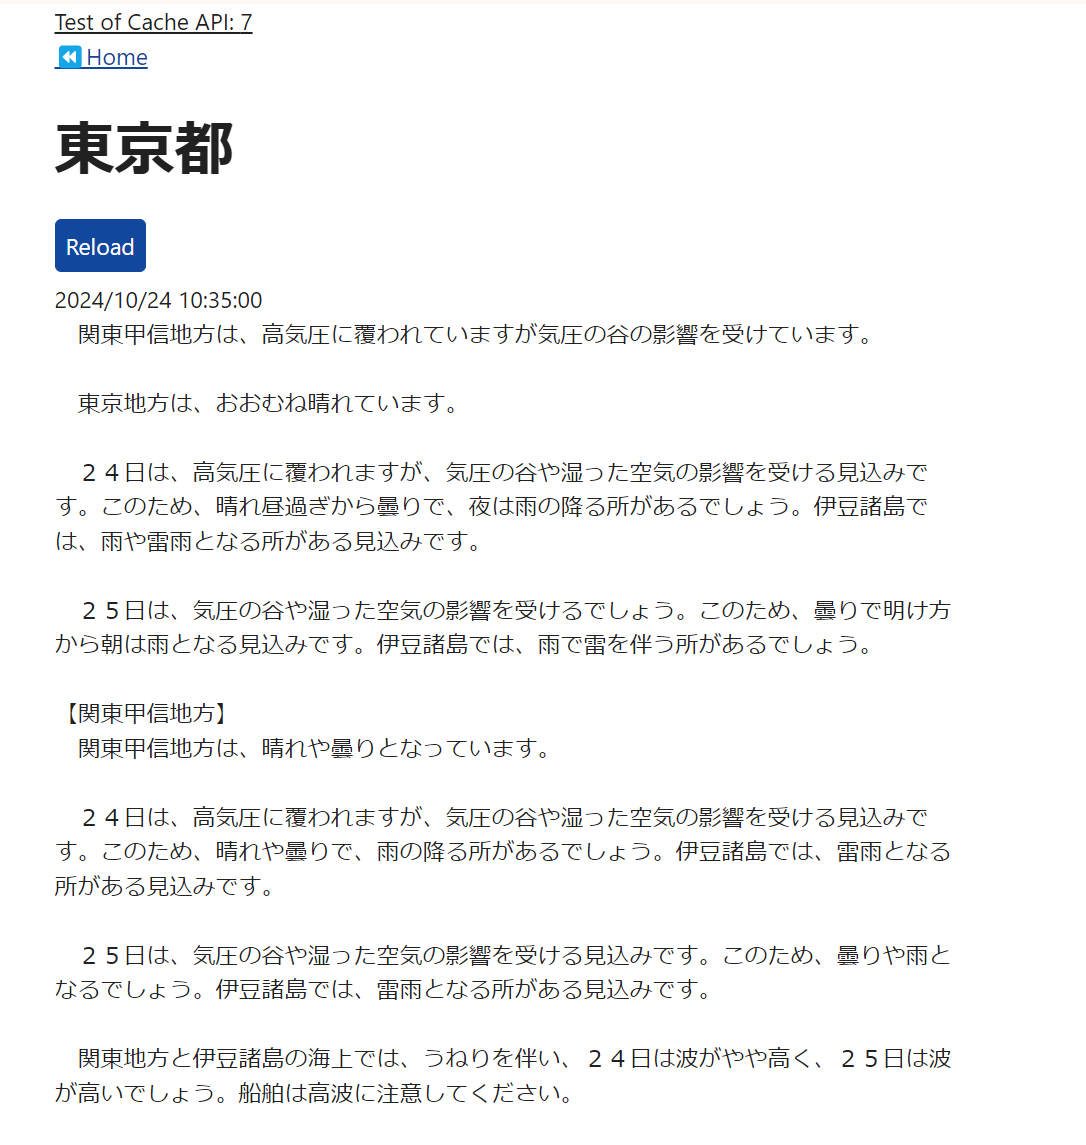 Test of Cache API: 7
⏪ Home
東京都
Reload
2024/10/24 10:35:00
　関東甲信地方は、高気圧に覆われていますが気圧の谷の影響を受けています。
　東京地方は、おおむね晴れています。
　２４日は、高気圧に覆われますが、気圧の谷や湿った空気の影響を受ける見込みで
す。このため、晴れ昼過ぎから曇りで、夜は雨の降る所があるでしょう。伊豆諸島で
は、雨や雷雨となる所がある見込みです。
　２５日は、気圧の谷や湿った空気の影響を受けるでしょう。このため、曇りで明け方
から朝は雨となる見込みです。伊豆諸島では、雨で雷を伴う所があるでしょう。
【関東甲信地方】
　関東甲信地方は、晴れや曇りとなっています。
　２４日は、高気圧に覆われますが、気圧の谷や湿った空気の影響を受ける見込みで
す。このため、晴れや曇りで、雨の降る所があるでしょう。伊豆諸島では、雷雨となる
所がある見込みです。
　２５日は、気圧の谷や湿った空気の影響を受ける見込みです。このため、曇りや雨と
なるでしょう。伊豆諸島では、雷雨となる所がある見込みです。
　関東地方と伊豆諸島の海上では、うねりを伴い、２４日は波がやや高く、２５日は波
が高いでしょう。船舶は高波に注意してください。